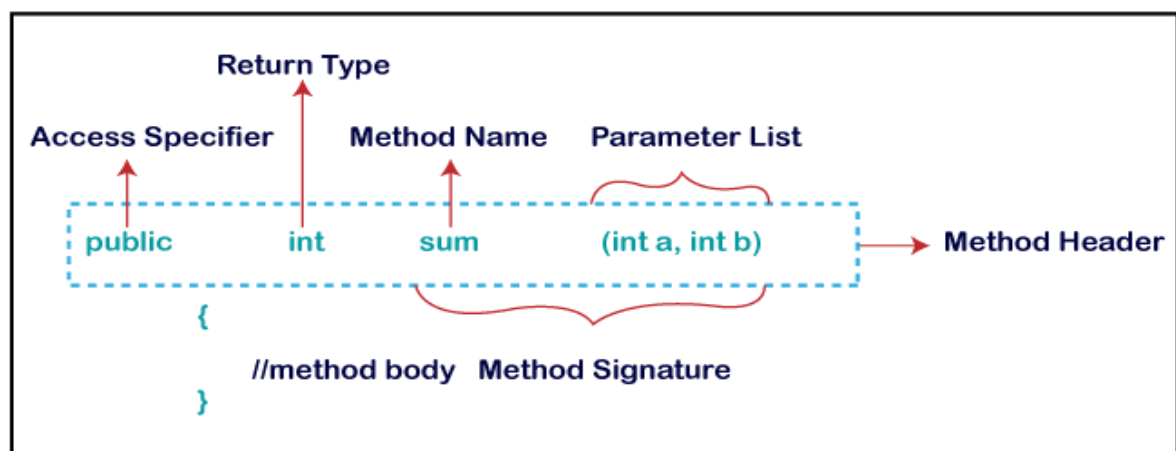 Return Type
Access Specifier Method Name Parameter List
public int sum (int a, int b) Method Header
{
//method body Method Signature
}